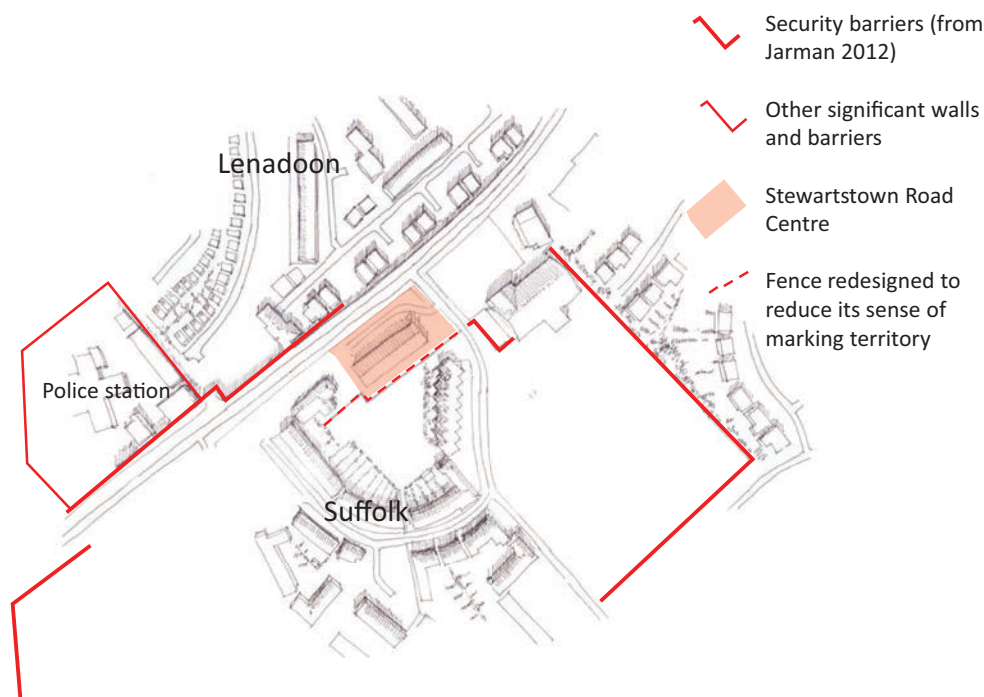 Security barriers (from
Jarman 2012)
Other significant walls
and barriers
Stewartstown Road
Centre
Fence redesigned to
reduce its sense of
marking territory
Lenadoon
Police station
Suffolk